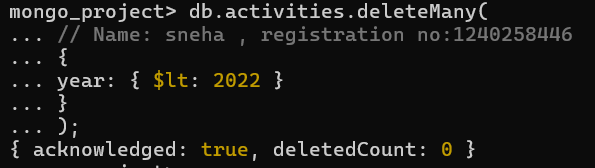 mongo_project> db.activities.deleteMany(
... // Name: sneha , registration no:1240258446
... {
... year: { $lt: 2022 }
... }
... );
{ acknowledged: true, deletedCount: 0 }